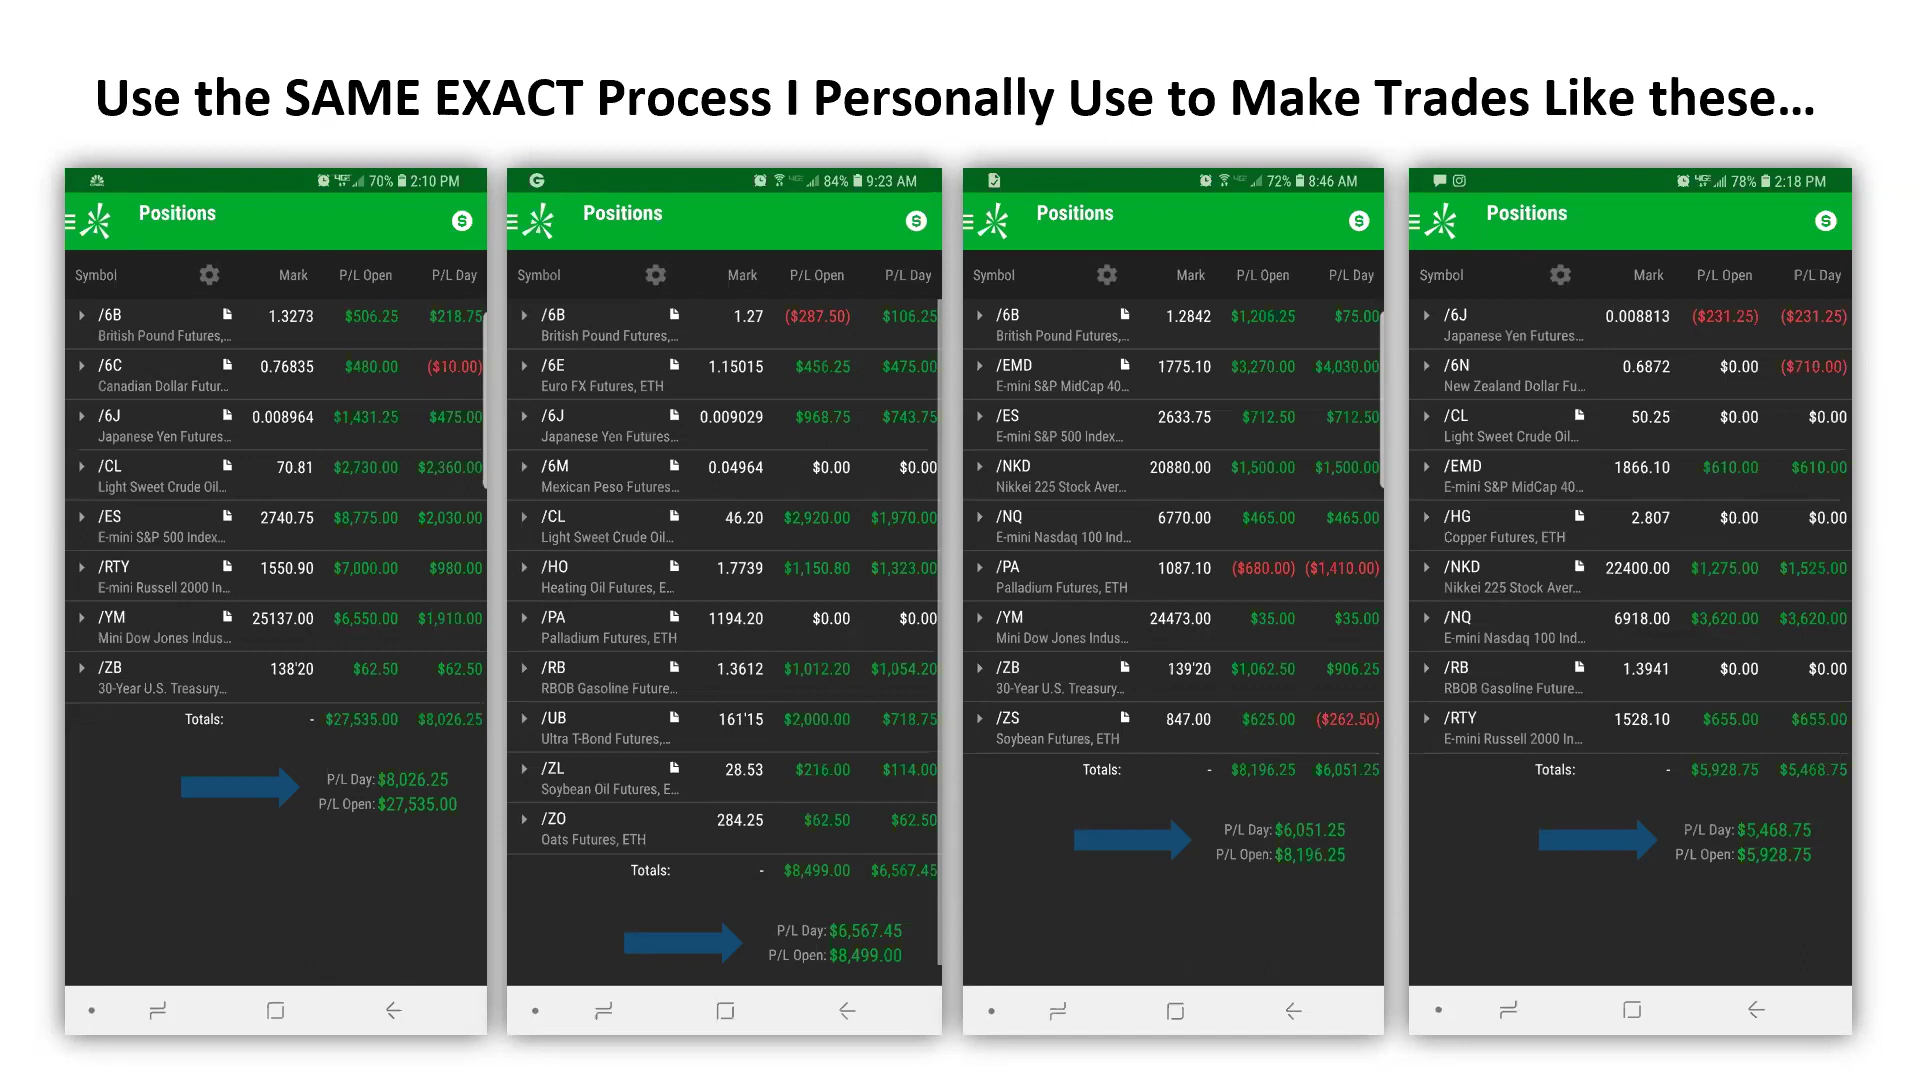 Use the SAME EXACT Process I Personally Use to Make Trades Like these...
70% 2:10 PM
Positions
Symbol Mark P/L Open P/L Day
/6B 1.3273 $506.25 $218.75
British Pound Futures,...
/6C 0.76835 $480.00 ($10.00)
Canadian Dollar Futur...
/6J 0.008964 $1,431.25 $475.00
Japanese Yen Futures...
/CL 70.81 $2,730.00 $2,360.00
Light Sweet Crude Oil...
/ES 2740.75 $8,775.00 $2,030.00
E-mini S&P 500 Index...
/RTY 1550.90 $7,000.00 $980.00
E-mini Russell 2000 In...
/YM 25137.00 $6,550.00 $1,910.00
Mini Dow Jones Indus...
/ZB 138'20 $62.50 $62.50
30-Year U.S. Treasury...
Totals: - $27,535.00 $8,026.25
P/L Day: $8,026.25
P/L Open: $27,535.00
G 84% 9:23 AM
Positions
Symbol Mark P/L Open P/L Day
/6B 1.27 ($287.50) $106.25
British Pound Futures,...
/6E 1.15015 $456.25 $475.00
Euro FX Futures, ETH
/6J 0.009029 $968.75 $743.75
Japanese Yen Futures...
/6M 0.04964 $0.00 $0.00
Mexican Peso Futures...
/CL 46.20 $2,920.00 $1,970.00
Light Sweet Crude Oil...
/HO 1.7739 $1,150.80 $1,323.00
Heating Oil Futures, E...
/PA 1194.20 $0.00 $0.00
Palladium Futures, ETH
/RB 1.3612 $1,012.20 $1,054.20
RBOB Gasoline Future...
/UB 161'15 $2,000.00 $718.75
Ultra T-Bond Futures,...
/ZL 28.53 $216.00 $114.00
Soybean Oil Futures, E...
/ZO 284.25 $62.50 $62.50
Oats Futures, ETH
Totals: - $8,499.00 $6,567.45
P/L Day: $6,567.45
P/L Open: $8,499.00
72% 8:46 AM
Positions
Symbol Mark P/L Open P/L Day
/6B 1.2842 $1,206.25 $75.00
British Pound Futures,...
/EMD 1775.10 $3,270.00 $4,030.00
E-mini S&P MidCap 40...
/ES 2633.75 $712.50 $712.50
E-mini S&P 500 Index...
/NKD 20880.00 $1,500.00 $1,500.00
Nikkei 225 Stock Aver...
/NQ 6770.00 $465.00 $465.00
E-mini Nasdaq 100 Ind...
/PA 1087.10 ($680.00) ($1,410.00)
Palladium Futures, ETH
/YM 24473.00 $35.00 $35.00
Mini Dow Jones Indus...
/ZB 139'20 $1,062.50 $906.25
30-Year U.S. Treasury...
/ZS 847.00 $625.00 ($262.50)
Soybean Futures, ETH
Totals: - $8,196.25 $6,051.25
P/L Day: $6,051.25
P/L Open: $8,196.25
78% 2:18 PM
Positions
Symbol Mark P/L Open P/L Day
/6J 0.008813 ($231.25) ($231.25)
Japanese Yen Futures...
/6N 0.6872 $0.00 ($710.00)
New Zealand Dollar Fu...
/CL 50.25 $0.00 $0.00
Light Sweet Crude Oil...
/EMD 1866.10 $610.00 $610.00
E-mini S&P MidCap 40...
/HG 2.807 $0.00 $0.00
Copper Futures, ETH
/NKD 22400.00 $1,275.00 $1,525.00
Nikkei 225 Stock Aver...
/NQ 6918.00 $3,620.00 $3,620.00
E-mini Nasdaq 100 Ind...
/RB 1.3941 $0.00 $0.00
RBOB Gasoline Future...
/RTY 1528.10 $655.00 $655.00
E-mini Russell 2000 In...
Totals: - $5,928.75 $5,468.75
P/L Day: $5,468.75
P/L Open: $5,928.75